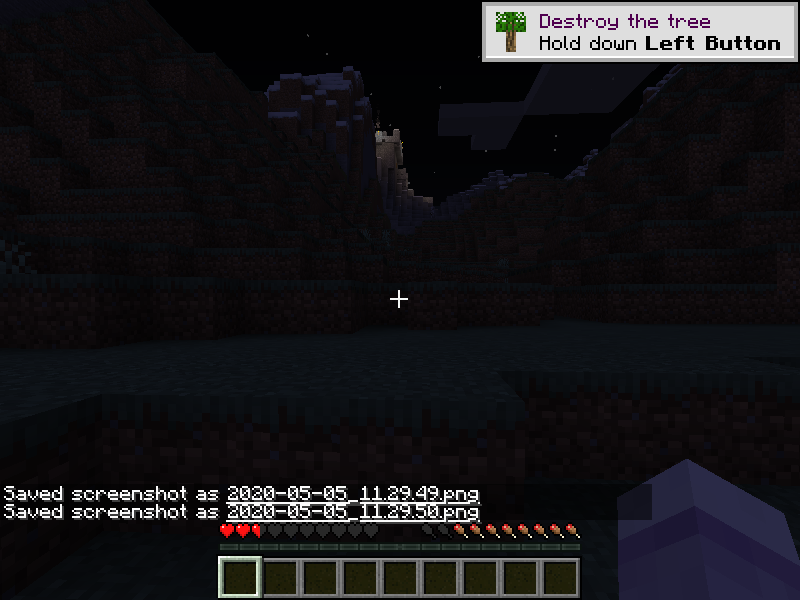 Destroy the tree
Hold down Left Button
Saved screenshot as 2020-05-05_11.29.49.png
Saved screenshot as 2020-05-05_11.29.50.png